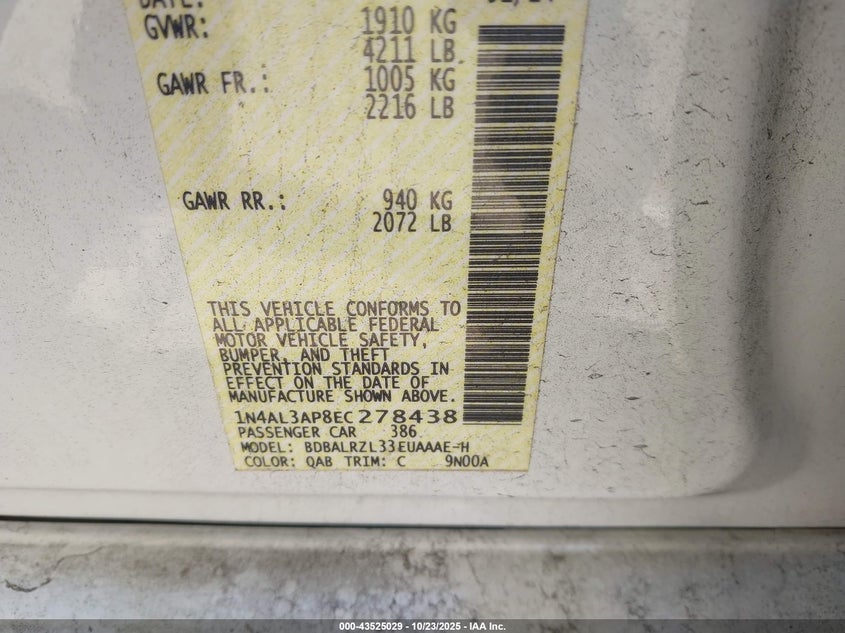 DATE:
GVWR: 1910 KG
4211 LB
GAWR FR.: 1005 KG
2216 LB
GAWR RR.: 940 KG
2072 LB
THIS VEHICLE CONFORMS TO
ALL APPLICABLE FEDERAL
MOTOR VEHICLE SAFETY,
BUMPER, AND THEFT
PREVENTION STANDARDS IN
EFFECT ON THE DATE OF
MANUFACTURE SHOWN ABOVE.
1N4AL3AP8EC278438
PASSENGER CAR 386
MODEL: BDBALRZL33EUAAAE-H
COLOR: QAB TRIM: C 9N00A
000-43525029 - 10/23/2025 - IAA Inc.